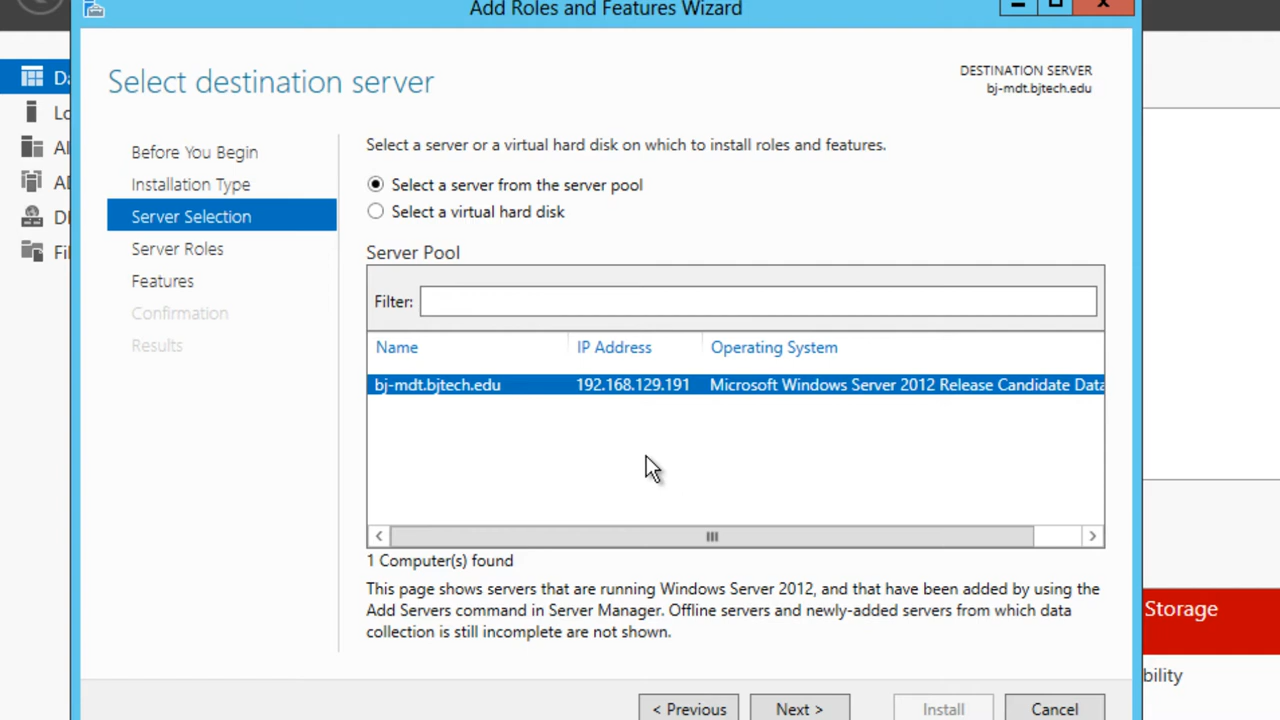 Add Roles and Features Wizard
Select destination server
DESTINATION SERVER
bj-mdt.bjtech.edu
Before You Begin
Installation Type
Server Selection
Server Roles
Features
Confirmation
Results
Select a server or a virtual hard disk on which to install roles and features.
Select a server from the server pool
Select a virtual hard disk
Server Pool
Filter:
Name IP Address Operating System
bj-mdt.bjtech.edu 192.168.129.191 Microsoft Windows Server 2012 Release Candidate Data
1 Computer(s) found
This page shows servers that are running Windows Server 2012, and that have been added by using the
Add Servers command in Server Manager. Offline servers and newly-added servers from which data
collection is still incomplete are not shown.
< Previous Next > Install Cancel
Da
Lo
Al
AD
Fil
Storage
bility